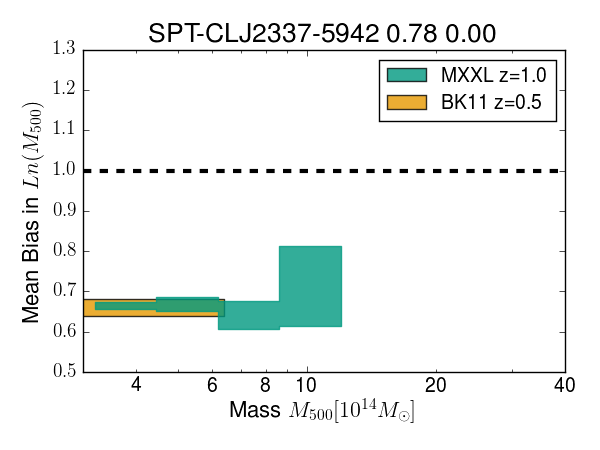 SPT-CLJ2337-5942 0.78 0.00
MXXL z=1.0
BK11 z=0.5
Mean Bias in Ln(M500)
1.3
1.2
1.1
1.0
0.9
0.8
0.7
0.6
0.5
4 6 8 10 20 40
Mass M500[10^14 M⊙]